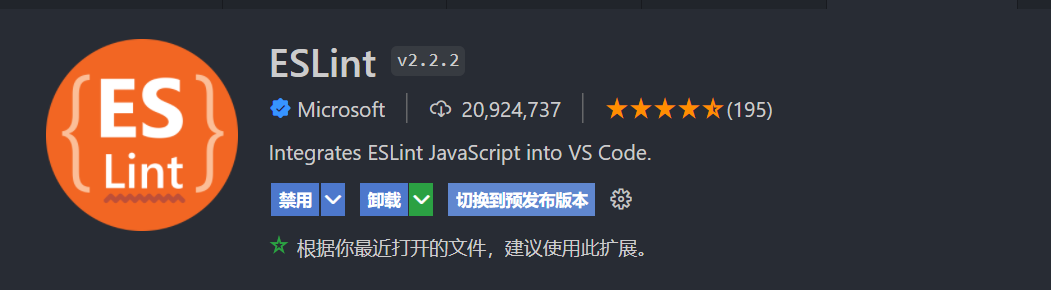 ES
Lint
ESLint v2.2.2
Microsoft 20,924,737 (195)
Integrates ESLint JavaScript into VS Code.
禁用 卸载 切换到预发布版本
根据你最近打开的文件，建议使用此扩展。